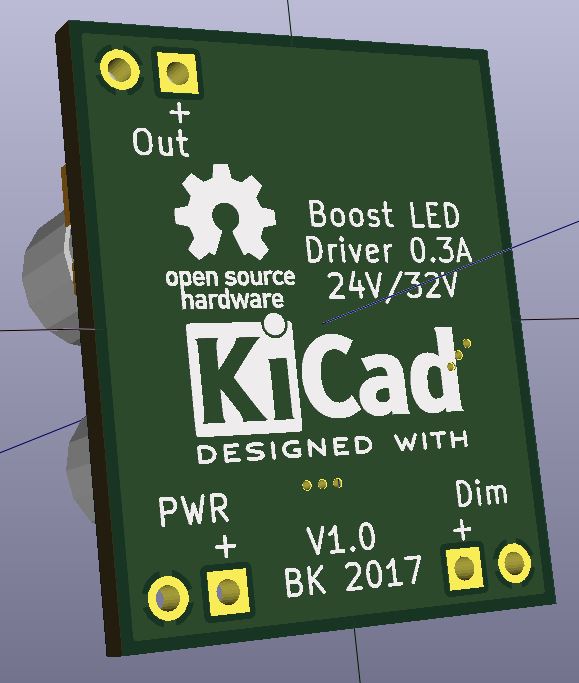 +
Out
open source
hardware
Boost LED
Driver 0.3A
24V/32V
KiCad
DESIGNED WITH
PWR
+
V1.0
BK 2017
Dim
+